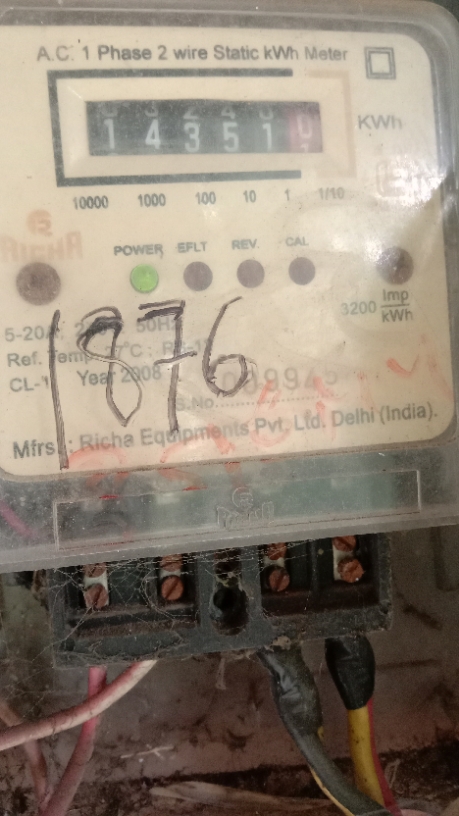 A.C. 1 Phase 2 wire Static kWh Meter
1 4 3 5 1 0 KWh
10000 1000 100 10 1 1/10
RICHA
POWER EFLT REV. CAL
3200 Imp/kWh
1876
5-20A 50Hz
Ref. Temp
CL-1 Year 2008
S.No.
Mfrs : Richa Equipments Pvt. Ltd. Delhi (India).